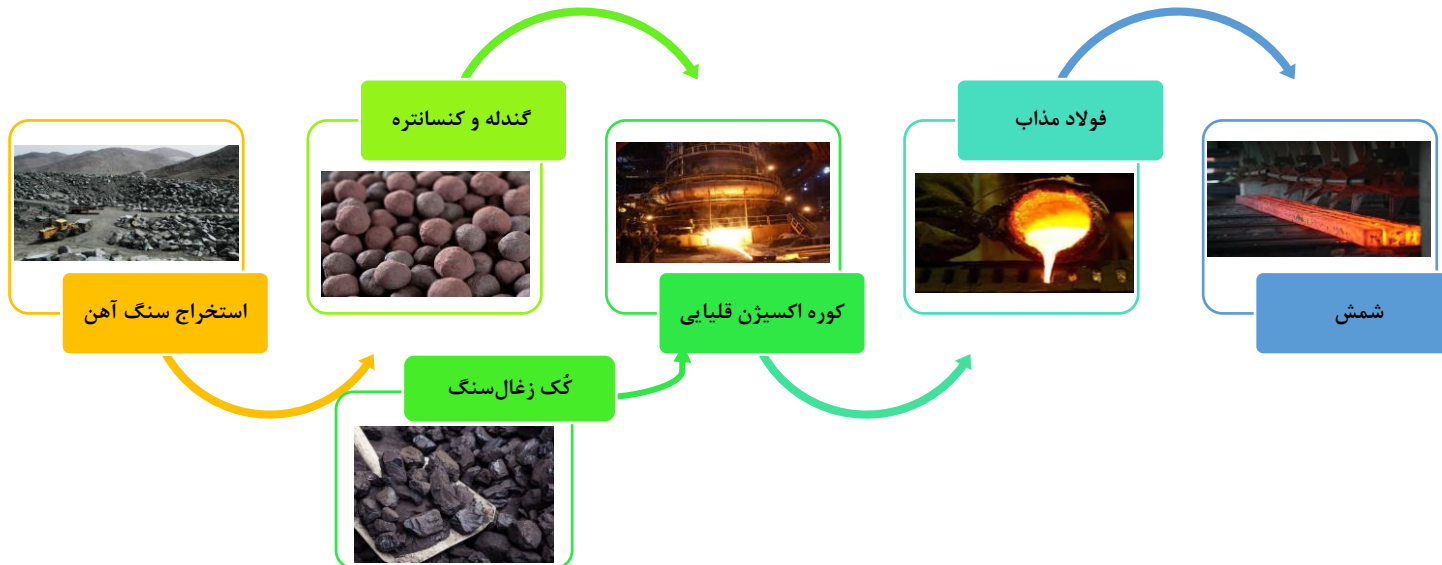 استخراج سنگ آهن
گندله و کنسانتره
کُک زغال‌سنگ
کوره اکسیژن قلیایی
فولاد مذاب
شمش